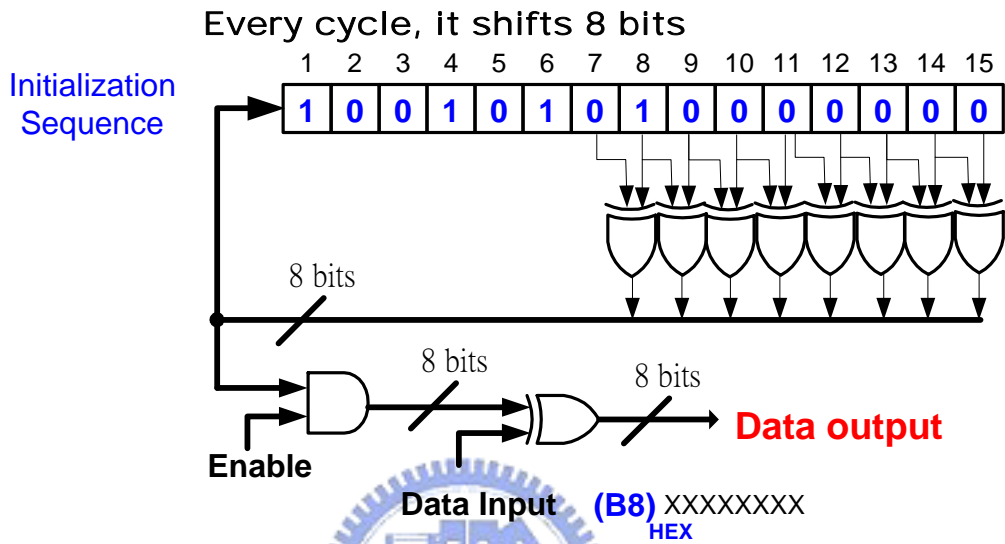 Every cycle, it shifts 8 bits
1 2 3 4 5 6 7 8 9 10 11 12 13 14 15
Initialization
Sequence
1 0 0 1 0 1 0 1 0 0 0 0 0 0 0
8 bits
8 bits
8 bits
Data output
Enable
Data Input (B8) XXXXXXXX
HEX